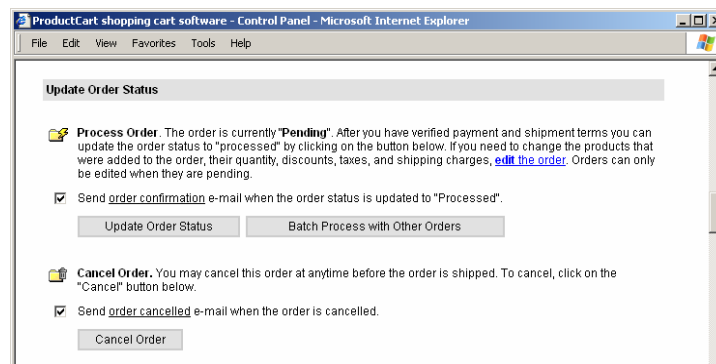 ProductCart shopping cart software - Control Panel - Microsoft Internet Explorer
File Edit View Favorites Tools Help
Update Order Status
Process Order. The order is currently "Pending". After you have verified payment and shipment terms you can
update the order status to "processed" by clicking on the button below. If you need to change the products that
were added to the order, their quantity, discounts, taxes, and shipping charges, edit the order. Orders can only
be edited when they are pending.
Send order confirmation e-mail when the order status is updated to "Processed".
Update Order Status Batch Process with Other Orders
Cancel Order. You may cancel this order at anytime before the order is shipped. To cancel, click on the
"Cancel" button below.
Send order cancelled e-mail when the order is cancelled.
Cancel Order